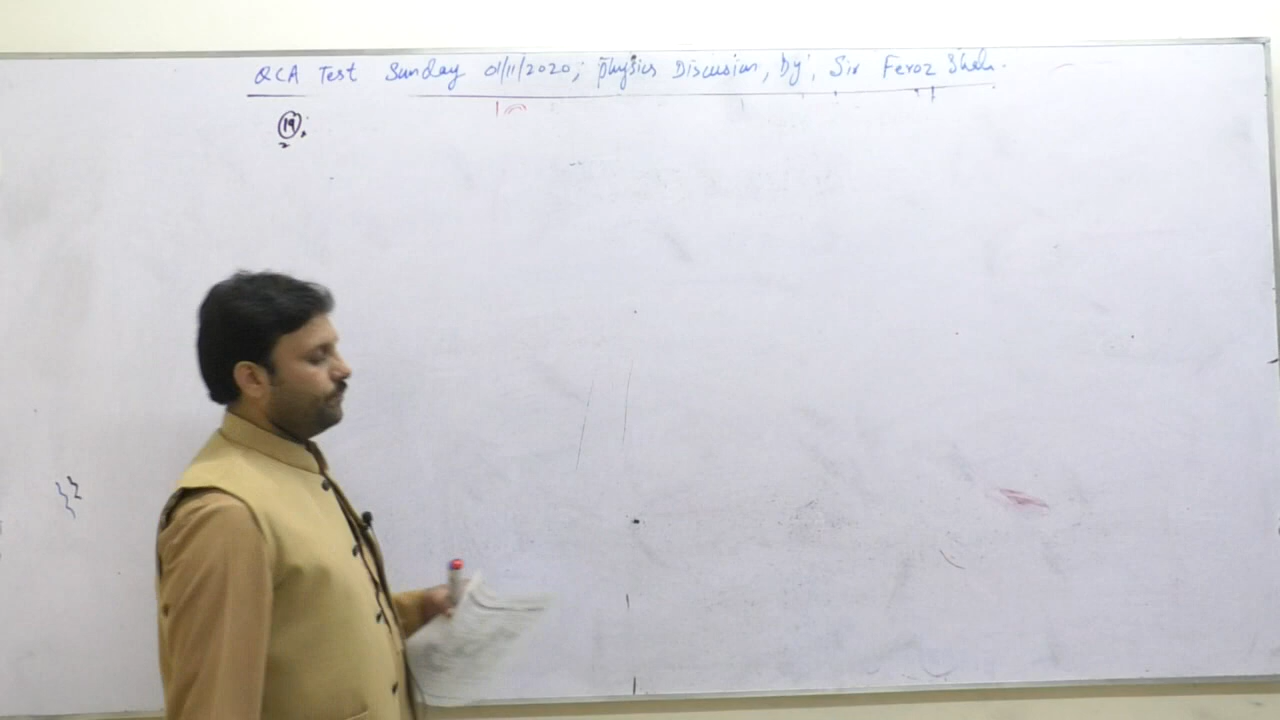 QCA Test Sunday 01/11/2020; Physics Discussion, by, Sir Feroz Shah.
19,